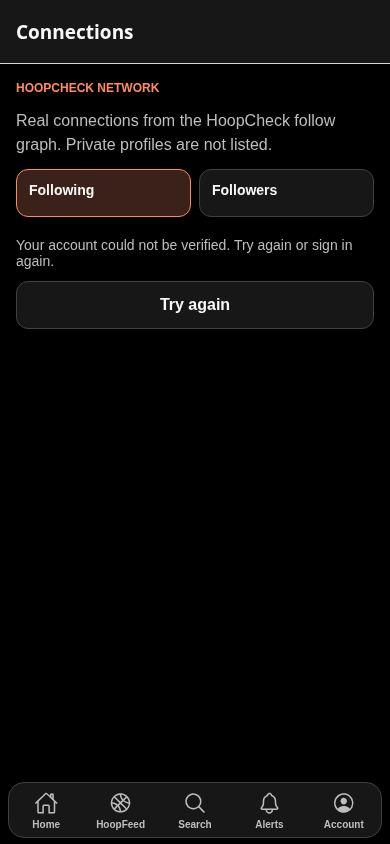 Connections
HOOPCHECK NETWORK
Real connections from the HoopCheck follow
graph. Private profiles are not listed.
Following
Followers
Your account could not be verified. Try again or sign in
again.
Try again
Home
HoopFeed
Search
Alerts
Account